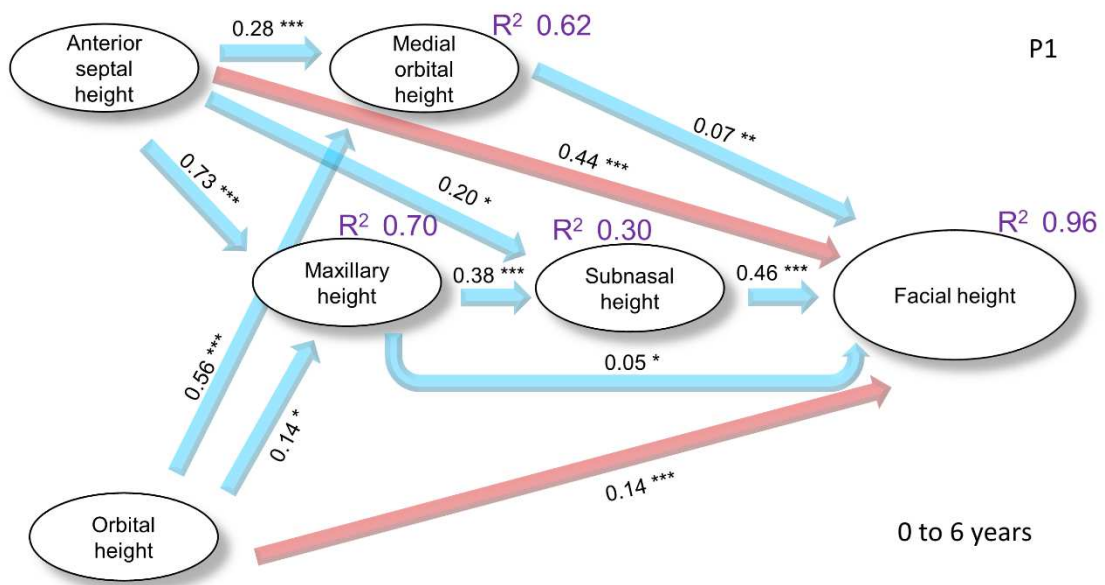 0.28 ***
R² 0.62
P1
Anterior
septal
height
Medial
orbital
height
0.07 **
0.44 ***
0.73 ***
0.20 *
R² 0.70
R² 0.30
R² 0.96
Maxillary
height
0.38 ***
Subnasal
height
0.46 ***
Facial height
0.56 ***
0.05 *
0.14 *
0.14 ***
Orbital
height
0 to 6 years